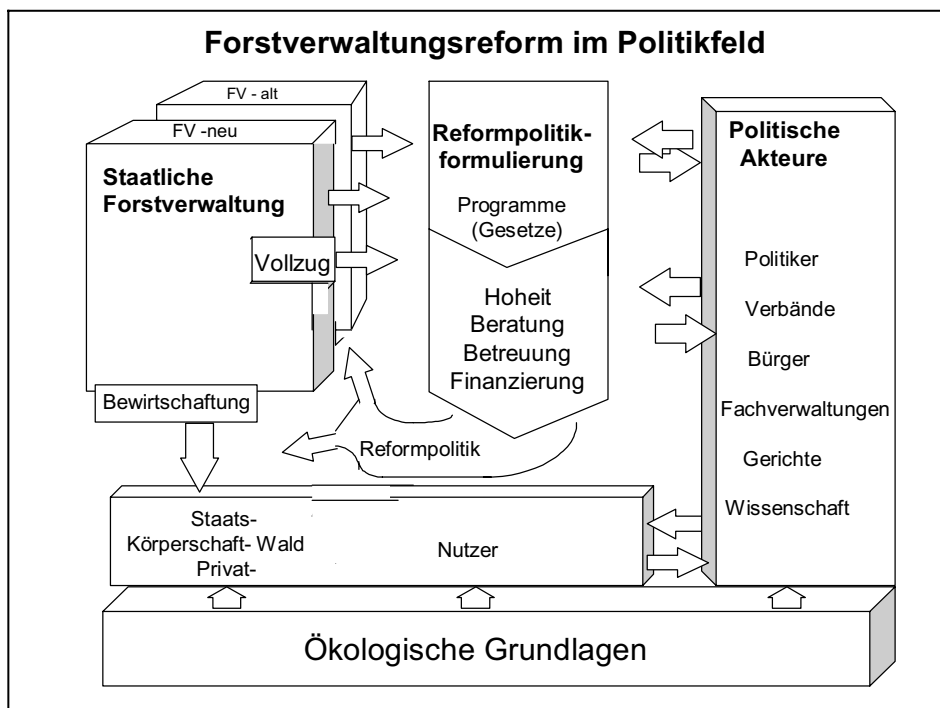 Forstverwaltungsreform im Politikfeld
FV - alt
FV -neu
Staatliche
Forstverwaltung
Vollzug
Bewirtschaftung
Reformpolitik-
formulierung
Programme
(Gesetze)
Hoheit
Beratung
Betreuung
Finanzierung
Reformpolitik
Politische
Akteure
Politiker
Verbände
Bürger
Fachverwaltungen
Gerichte
Wissenschaft
Staats-
Körperschaft- Wald
Privat-
Nutzer
Ökologische Grundlagen